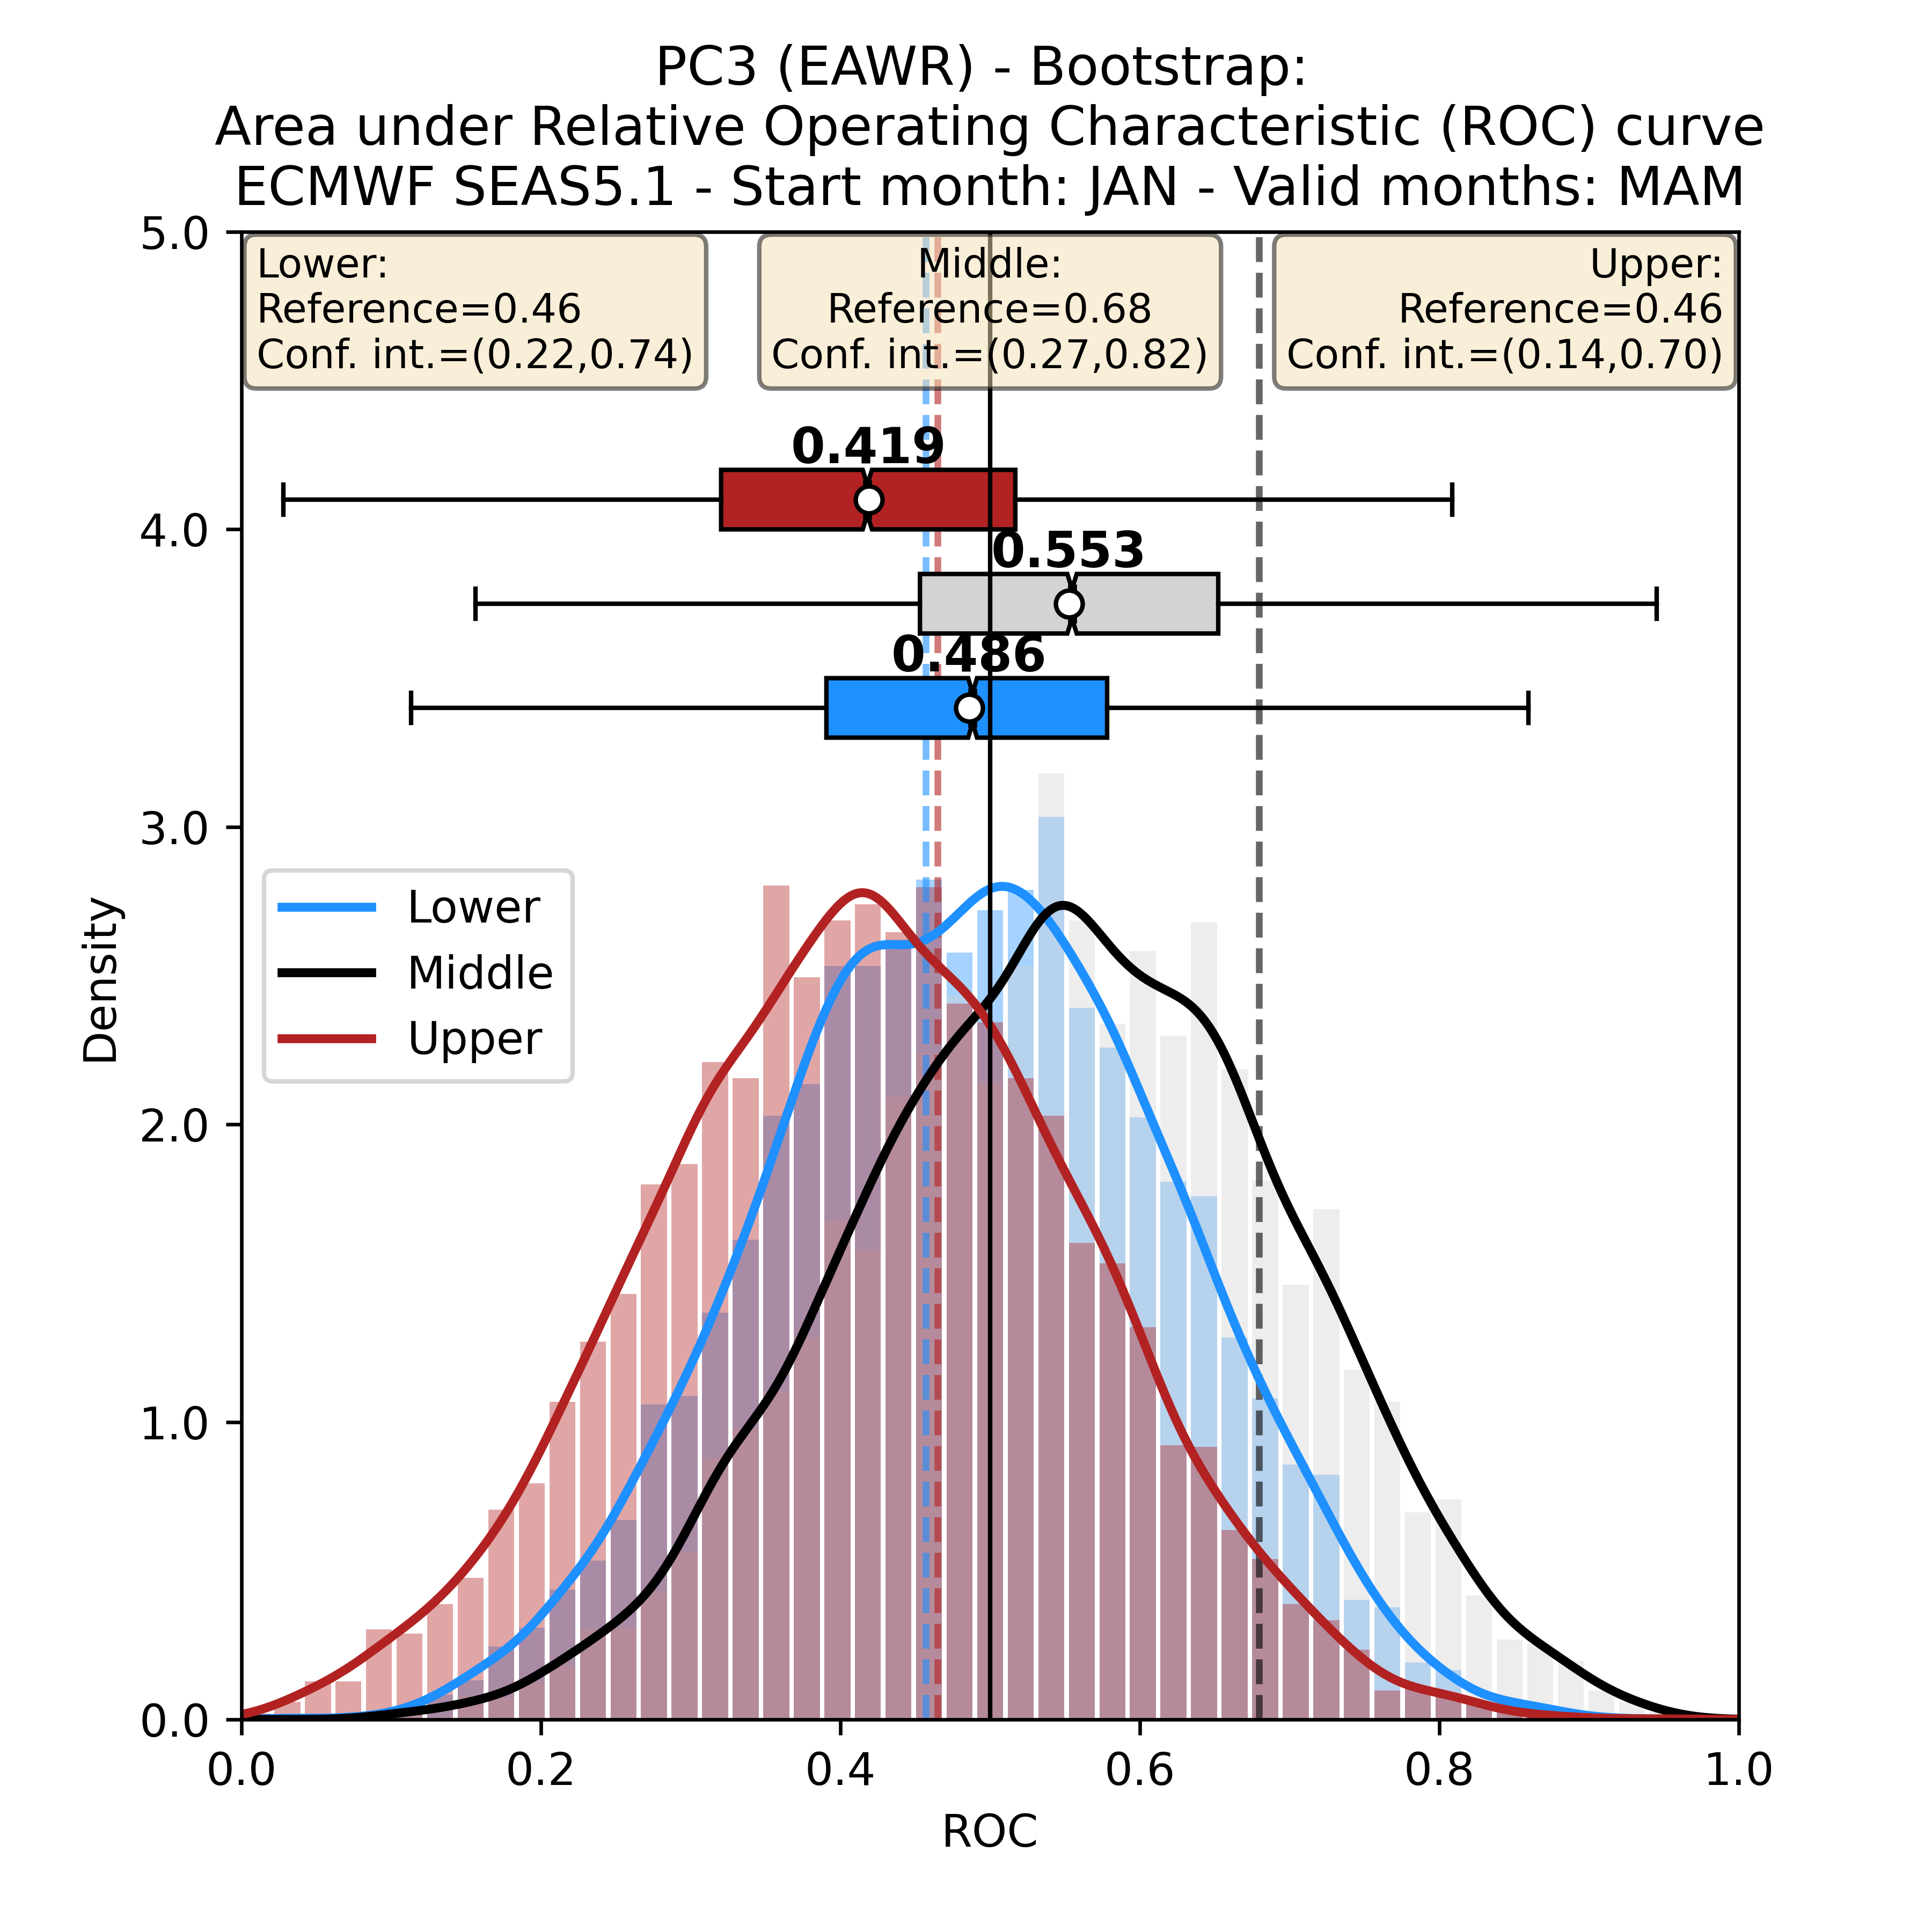 PC3 (EAWR) - Bootstrap:
Area under Relative Operating Characteristic (ROC) curve
ECMWF SEAS5.1 - Start month: JAN - Valid months: MAM
Lower:
Reference=0.46
Conf. int.=(0.22,0.74)
Middle:
Reference=0.68
Conf. int.=(0.27,0.82)
Upper:
Reference=0.46
Conf. int.=(0.14,0.70)
0.419
0.553
0.486
Lower
Middle
Upper
Density
5.0
4.0
3.0
2.0
1.0
0.0
0.0
0.2
0.4
0.6
0.8
1.0
ROC